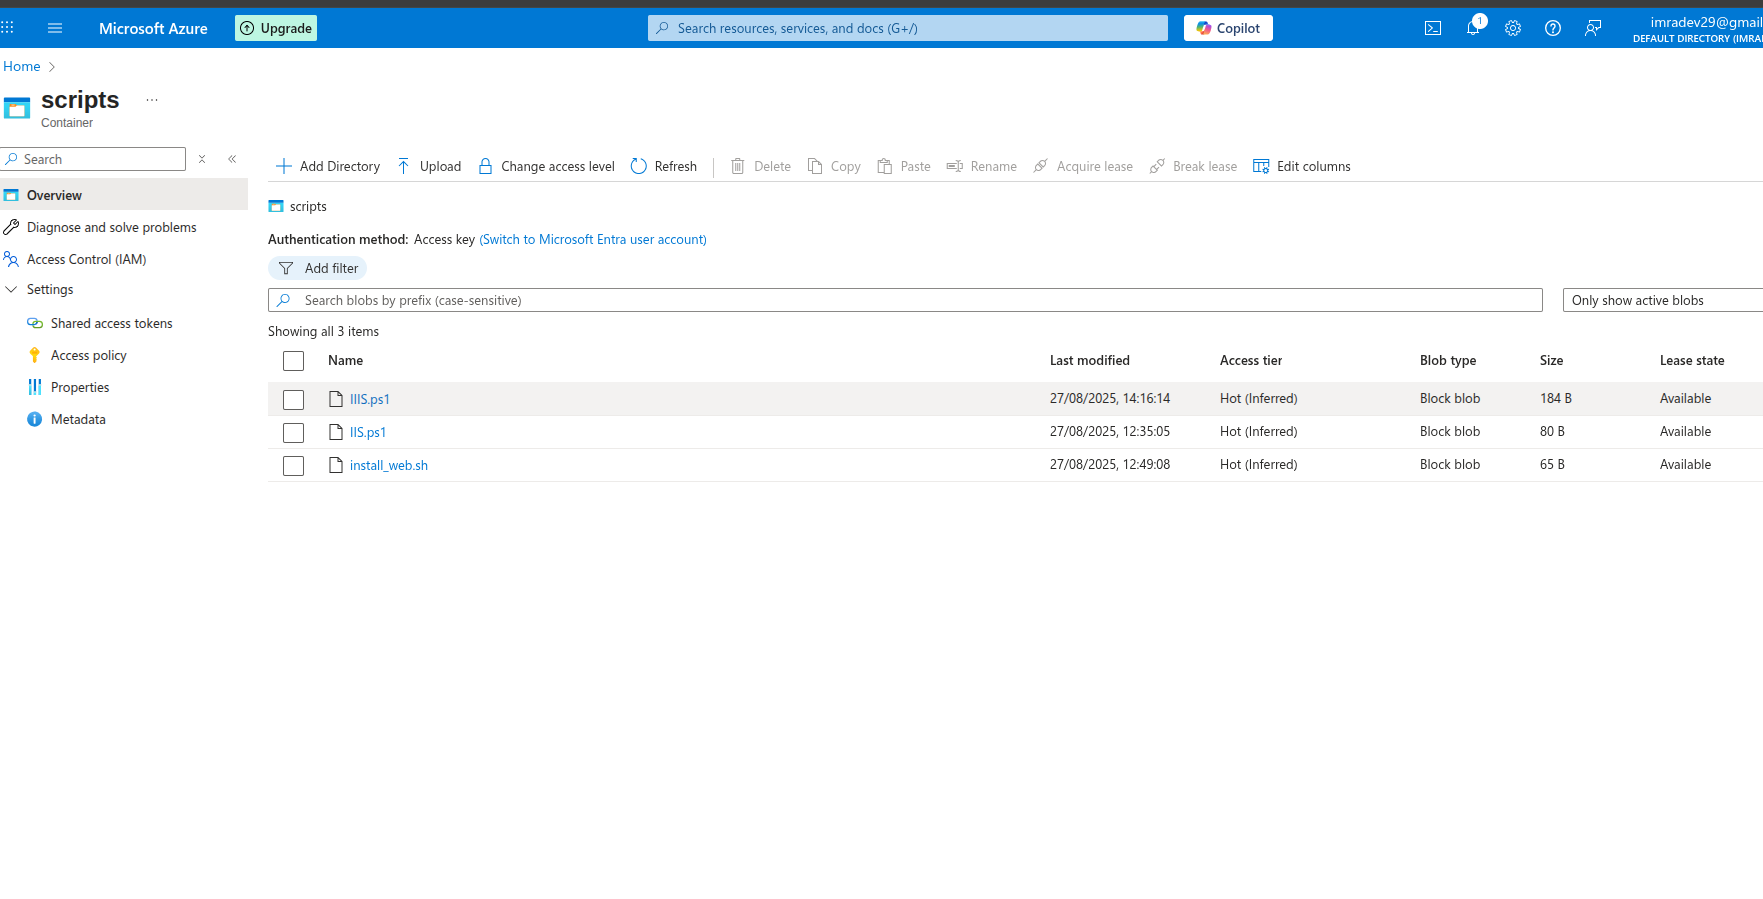 Microsoft Azure Upgrade Search resources, services, and docs (G+/) Copilot 1 imradev29@gmail
DEFAULT DIRECTORY (IMRA
Home
scripts ...
Container
Search
Add Directory Upload Change access level Refresh Delete Copy Paste Rename Acquire lease Break lease Edit columns
Overview
Diagnose and solve problems
Access Control (IAM)
Settings
Shared access tokens
Access policy
Properties
Metadata
scripts
Authentication method: Access key (Switch to Microsoft Entra user account)
Add filter
Search blobs by prefix (case-sensitive) Only show active blobs
Showing all 3 items
Name Last modified Access tier Blob type Size Lease state
IIIS.ps1 27/08/2025, 14:16:14 Hot (Inferred) Block blob 184 B Available
IIS.ps1 27/08/2025, 12:35:05 Hot (Inferred) Block blob 80 B Available
install_web.sh 27/08/2025, 12:49:08 Hot (Inferred) Block blob 65 B Available